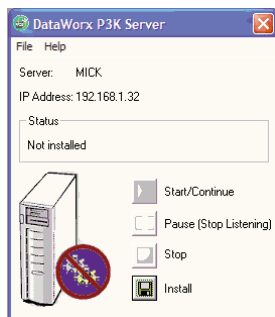 DataWorx P3K Server
File Help
Server: MICK
IP Address: 192.168.1.32
Status
Not installed
Start/Continue
Pause (Stop Listening)
Stop
Install